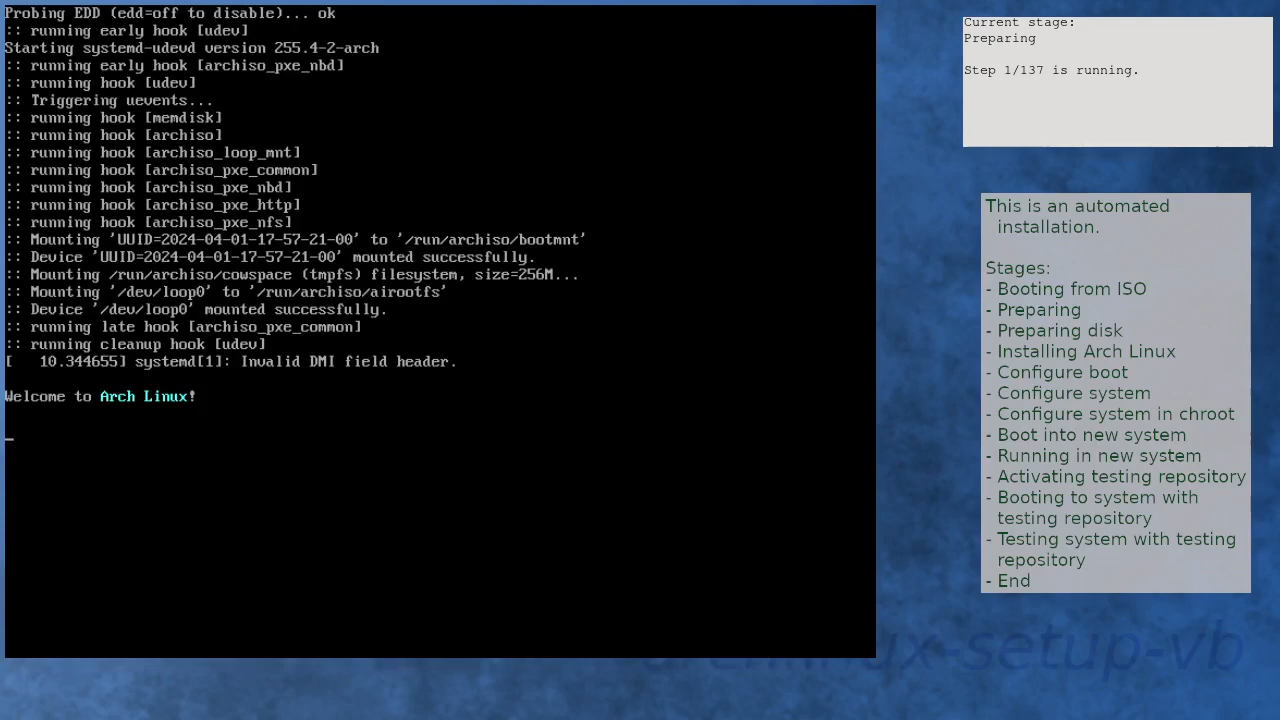 Probing EDD (edd=off to disable)... ok
:: running early hook [udev]
Starting systemd-udevd version 255.4-2-arch
:: running early hook [archiso_pxe_nbd]
:: running hook [udev]
:: Triggering uevents...
:: running hook [memdisk]
:: running hook [archiso]
:: running hook [archiso_loop_mnt]
:: running hook [archiso_pxe_common]
:: running hook [archiso_pxe_nbd]
:: running hook [archiso_pxe_http]
:: running hook [archiso_pxe_nfs]
:: Mounting 'UUID=2024-04-01-17-57-21-00' to '/run/archiso/bootmnt'
:: Device 'UUID=2024-04-01-17-57-21-00' mounted successfully.
:: Mounting /run/archiso/cowspace (tmpfs) filesystem, size=256M...
:: Mounting '/dev/loop0' to '/run/archiso/airootfs'
:: Device '/dev/loop0' mounted successfully.
:: running late hook [archiso_pxe_common]
:: running cleanup hook [udev]
[   10.344655] systemd[1]: Invalid DMI field header.
Welcome to Arch Linux!
Current stage:
Preparing
Step 1/137 is running.
This is an automated
installation.
Stages:
- Booting from ISO
- Preparing
- Preparing disk
- Installing Arch Linux
- Configure boot
- Configure system
- Configure system in chroot
- Boot into new system
- Running in new system
- Activating testing repository
- Booting to system with
testing repository
- Testing system with testing
repository
- End